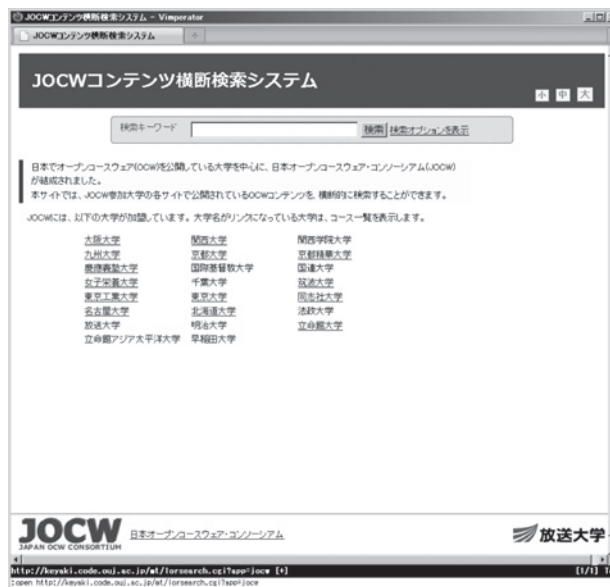 JOCWコンテンツ横断検索システム - Vimperator
JOCWコンテンツ横断検索システム
JOCWコンテンツ横断検索システム
小 中 大
検索キーワード 検索 検索オプションを表示
日本でオープンコースウェア(OCW)を公開している大学を中心に、日本オープンコースウェア・コンソーシアム(JOCW)
が結成されました。
本サイトでは、JOCW参加大学の各サイトで公開されているOCWコンテンツを、横断的に検索することができます。
JOCWには、以下の大学が加盟しています。大学名がリンクになっている大学は、コース一覧を表示します。
大阪大学 関西大学 関西学院大学
九州大学 京都大学 京都精華大学
慶應義塾大学 国際基督教大学 国連大学
女子栄養大学 千葉大学 筑波大学
東京工業大学 東京大学 同志社大学
名古屋大学 北海道大学 法政大学
放送大学 明治大学 立命館大学
立命館アジア太平洋大学 早稲田大学
JOCW
JAPAN OCW CONSORTIUM
日本オープンコースウェア・コンソーシアム
放送大学
http://keyaki.code.ouj.ac.jp/mt/lorsearch.cgi?app=jocw [+] [1/1]
:open http://keyaki.code.ouj.ac.jp/mt/lorsearch.cgi?app=jocw